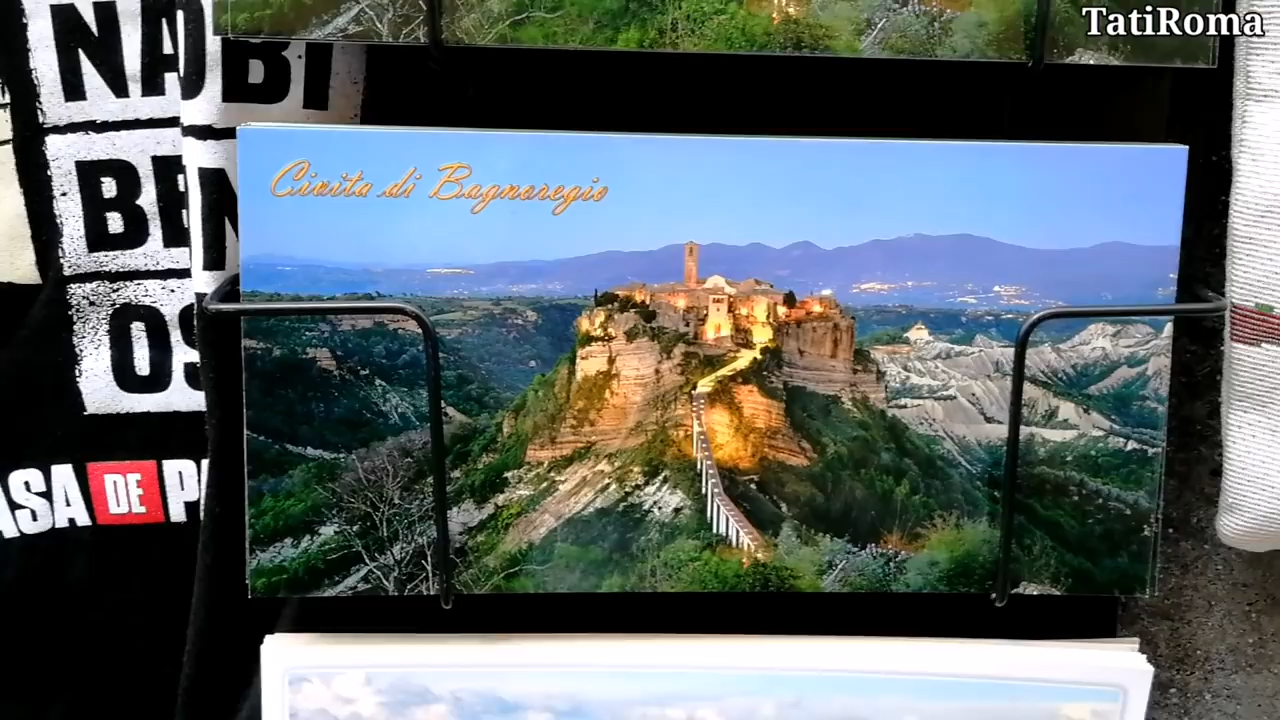 TatiRoma
NA BI
BE N
OS
Civita di Bagnoregio
ASA DE P